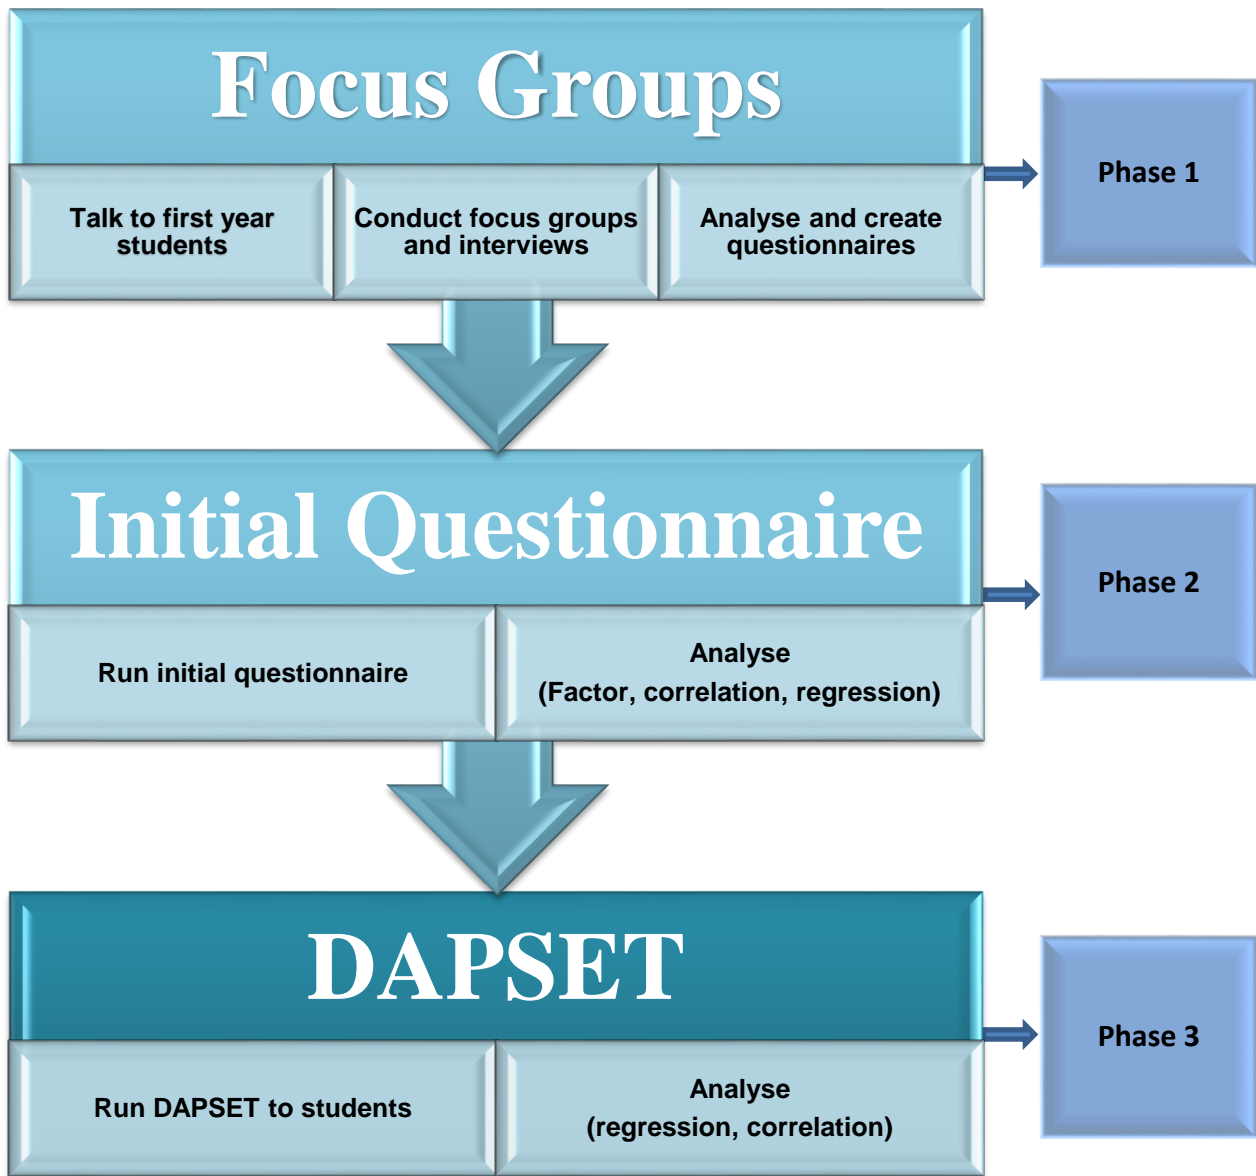 Focus Groups
Phase 1
Talk to first year
students
Conduct focus groups
and interviews
Analyse and create
questionnaires
Initial Questionnaire
Phase 2
Run initial questionnaire
Analyse
(Factor, correlation, regression)
DAPSET
Phase 3
Run DAPSET to students
Analyse
(regression, correlation)